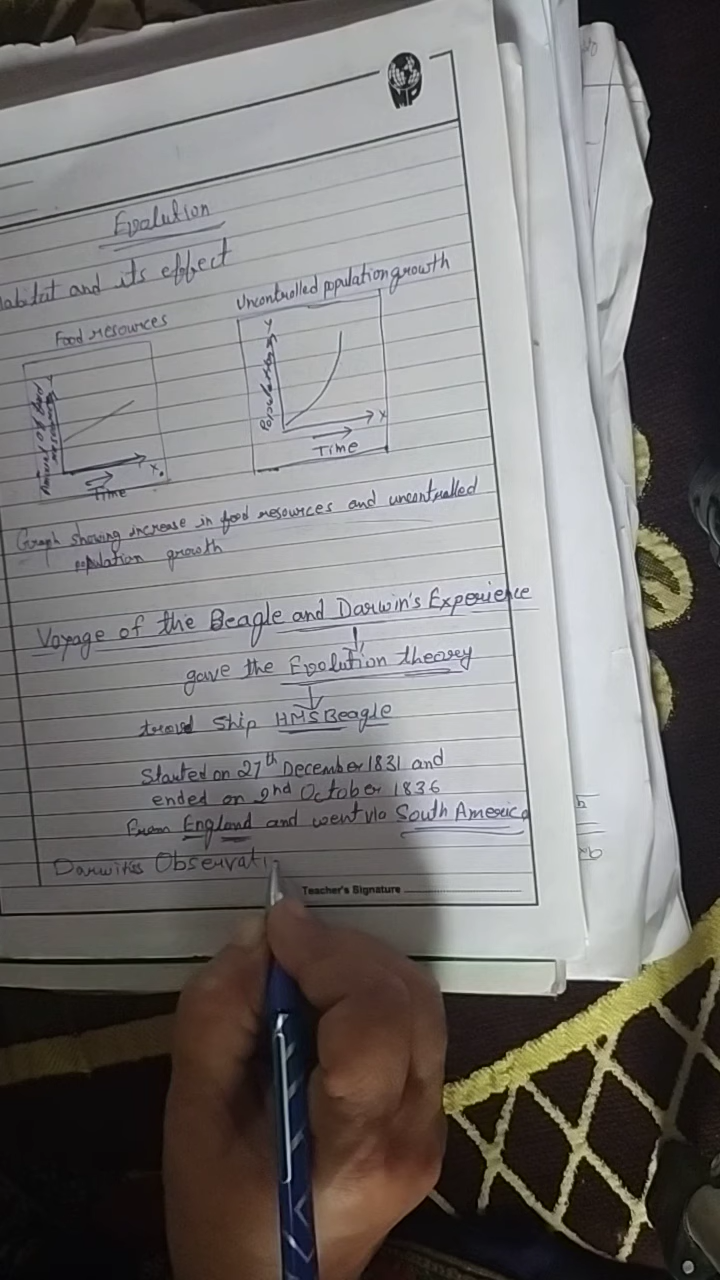 MP
Evolution
Habitat and its effect
Food resources
Uncontrolled population growth
Y
Y
Population
X
Time
X
Time
Graph showing increase in food resources and uncontrolled
population growth
Voyage of the Beagle and Darwin's Experience
gave the Evolution theory
ship HMS Beagle
Started on 27th December 1831 and
ended on 2nd October 1836
From England and went via South America
Observati
Teacher's Signature